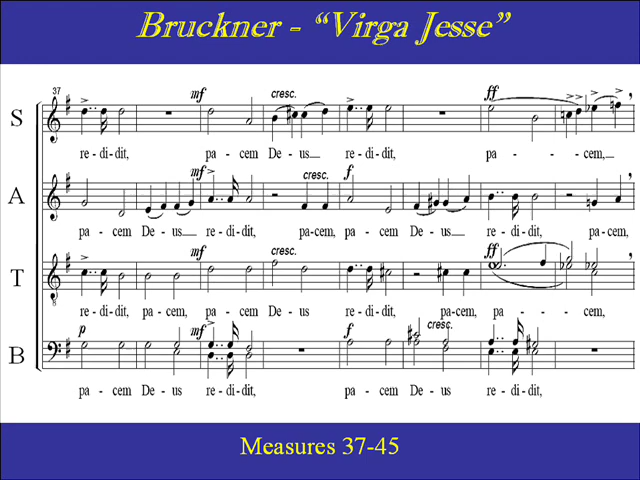 Bruckner - “Virga Jesse”
37 mf cresc. ff
S
re - di - dit, pa - cem De - us re - di - dit, pa - - - cem,
mf cresc. f
A
pa - cem De - us re - di - dit, pa - cem, pa - cem De - us re - di - dit, pa - cem,
mf cresc. ff
T
re - di - dit, pa - cem, pa - cem De - us re - di - dit, pa - cem, pa - - - cem,
p mf f cresc.
B
pa - cem De - us re - di - dit, pa - cem De - us re - di - dit,
Measures 37-45